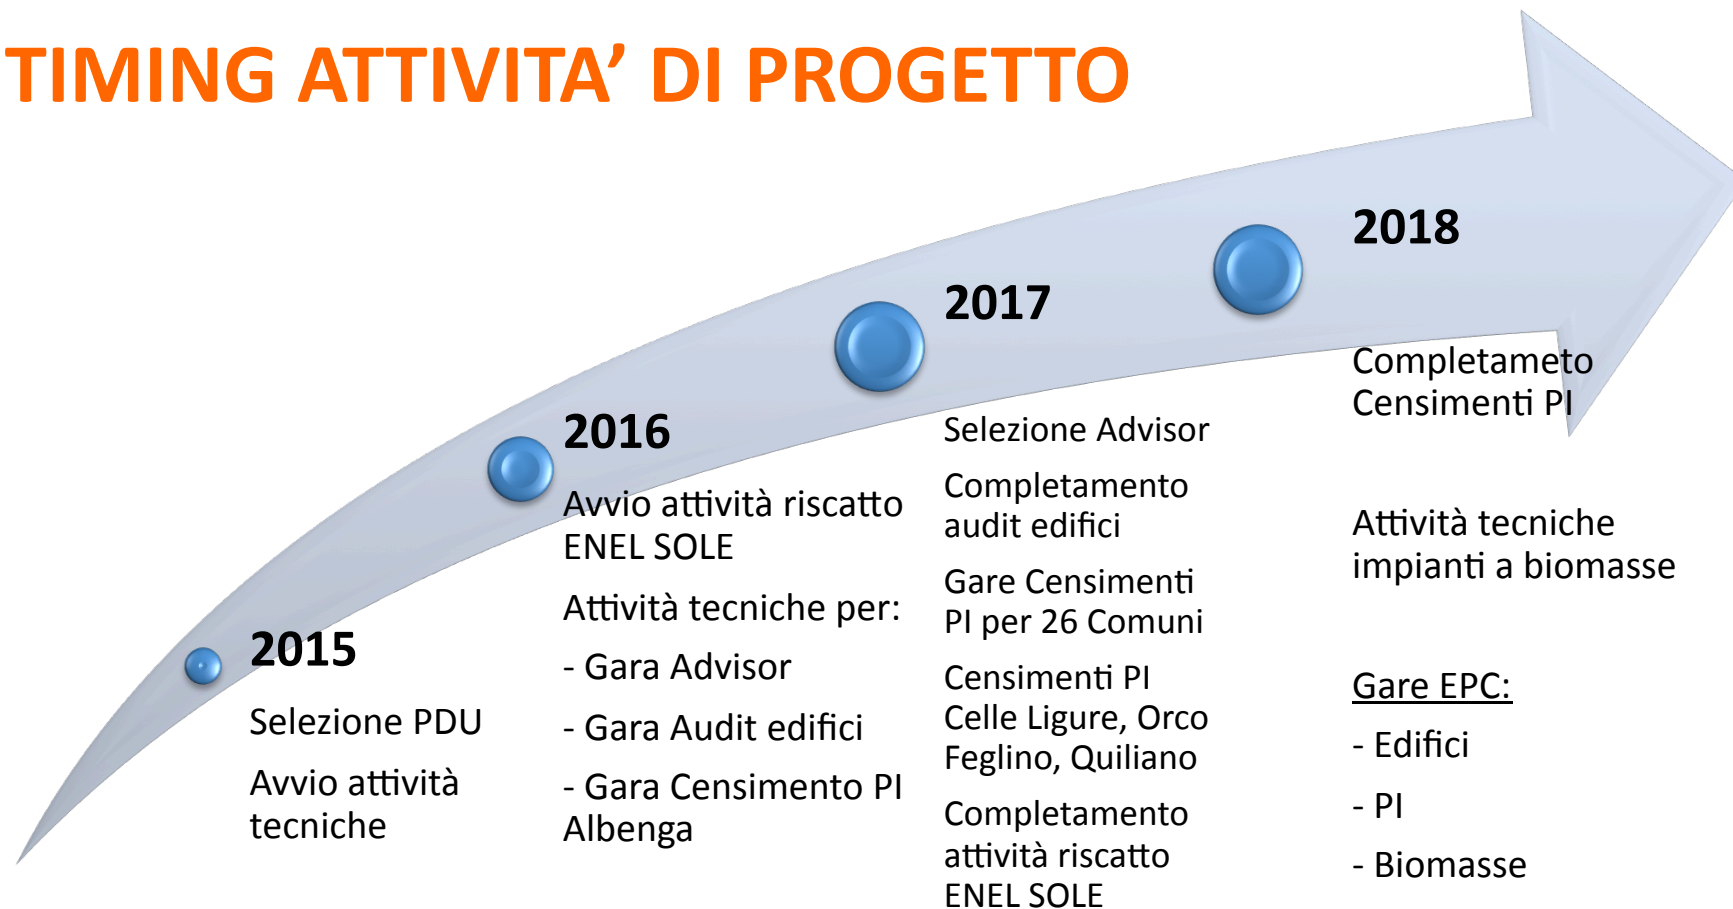 TIMING ATTIVITA’ DI PROGETTO
2015
Selezione PDU
Avvio attività
tecniche
2016
Avvio attività riscatto
ENEL SOLE
Attività tecniche per:
- Gara Advisor
- Gara Audit edifici
- Gara Censimento PI
Albenga
2017
Selezione Advisor
Completamento
audit edifici
Gare Censimenti
PI per 26 Comuni
Censimenti PI
Celle Ligure, Orco
Feglino, Quiliano
Completamento
attività riscatto
ENEL SOLE
2018
Completameto
Censimenti PI
Attività tecniche
impianti a biomasse
Gare EPC:
- Edifici
- PI
- Biomasse